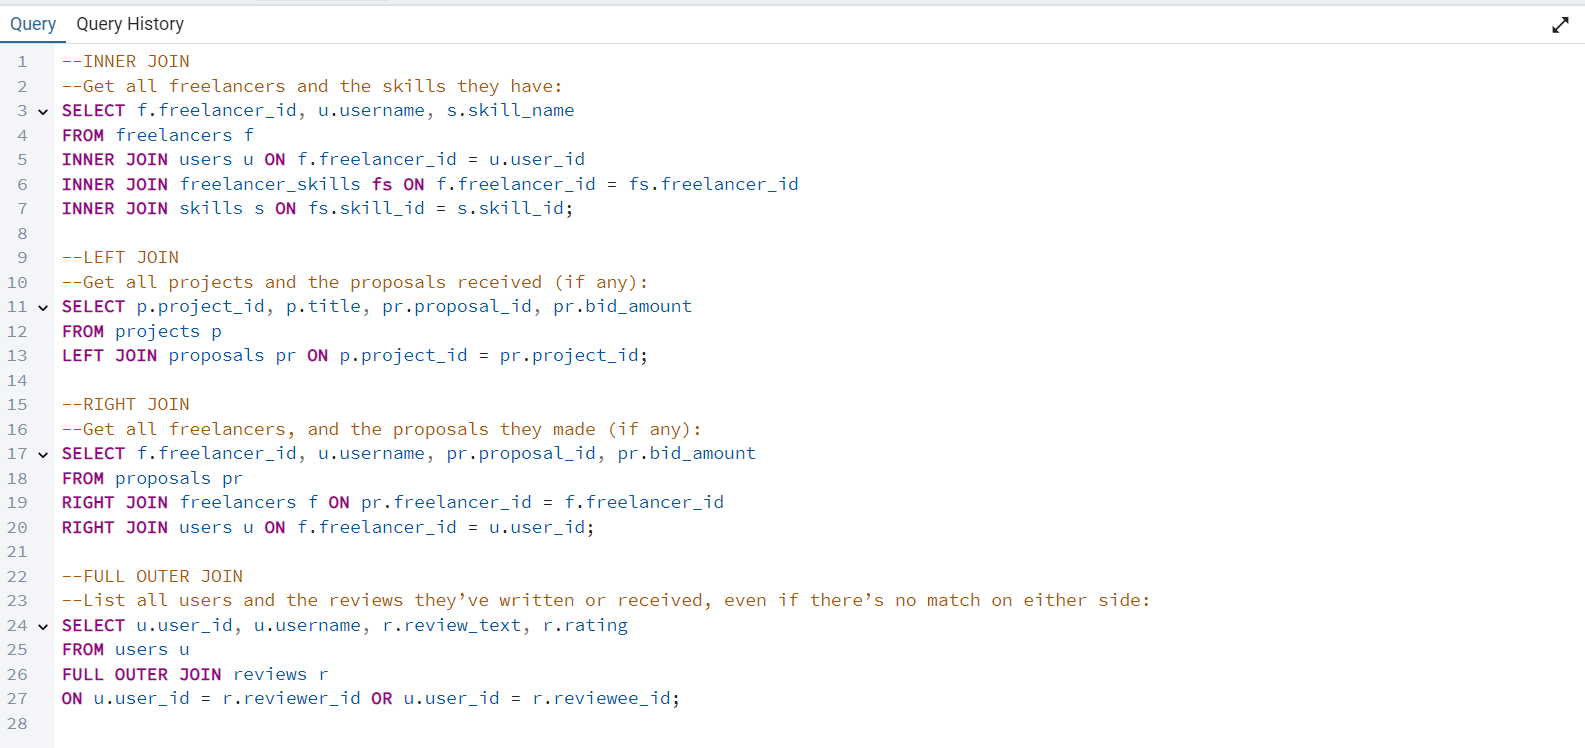 Query Query History
1 --INNER JOIN
2 --Get all freelancers and the skills they have:
3 SELECT f.freelancer_id, u.username, s.skill_name
4 FROM freelancers f
5 INNER JOIN users u ON f.freelancer_id = u.user_id
6 INNER JOIN freelancer_skills fs ON f.freelancer_id = fs.freelancer_id
7 INNER JOIN skills s ON fs.skill_id = s.skill_id;
8
9 --LEFT JOIN
10 --Get all projects and the proposals received (if any):
11 SELECT p.project_id, p.title, pr.proposal_id, pr.bid_amount
12 FROM projects p
13 LEFT JOIN proposals pr ON p.project_id = pr.project_id;
14
15 --RIGHT JOIN
16 --Get all freelancers, and the proposals they made (if any):
17 SELECT f.freelancer_id, u.username, pr.proposal_id, pr.bid_amount
18 FROM proposals pr
19 RIGHT JOIN freelancers f ON pr.freelancer_id = f.freelancer_id
20 RIGHT JOIN users u ON f.freelancer_id = u.user_id;
21
22 --FULL OUTER JOIN
23 --List all users and the reviews they’ve written or received, even if there’s no match on either side:
24 SELECT u.user_id, u.username, r.review_text, r.rating
25 FROM users u
26 FULL OUTER JOIN reviews r
27 ON u.user_id = r.reviewer_id OR u.user_id = r.reviewee_id;
28